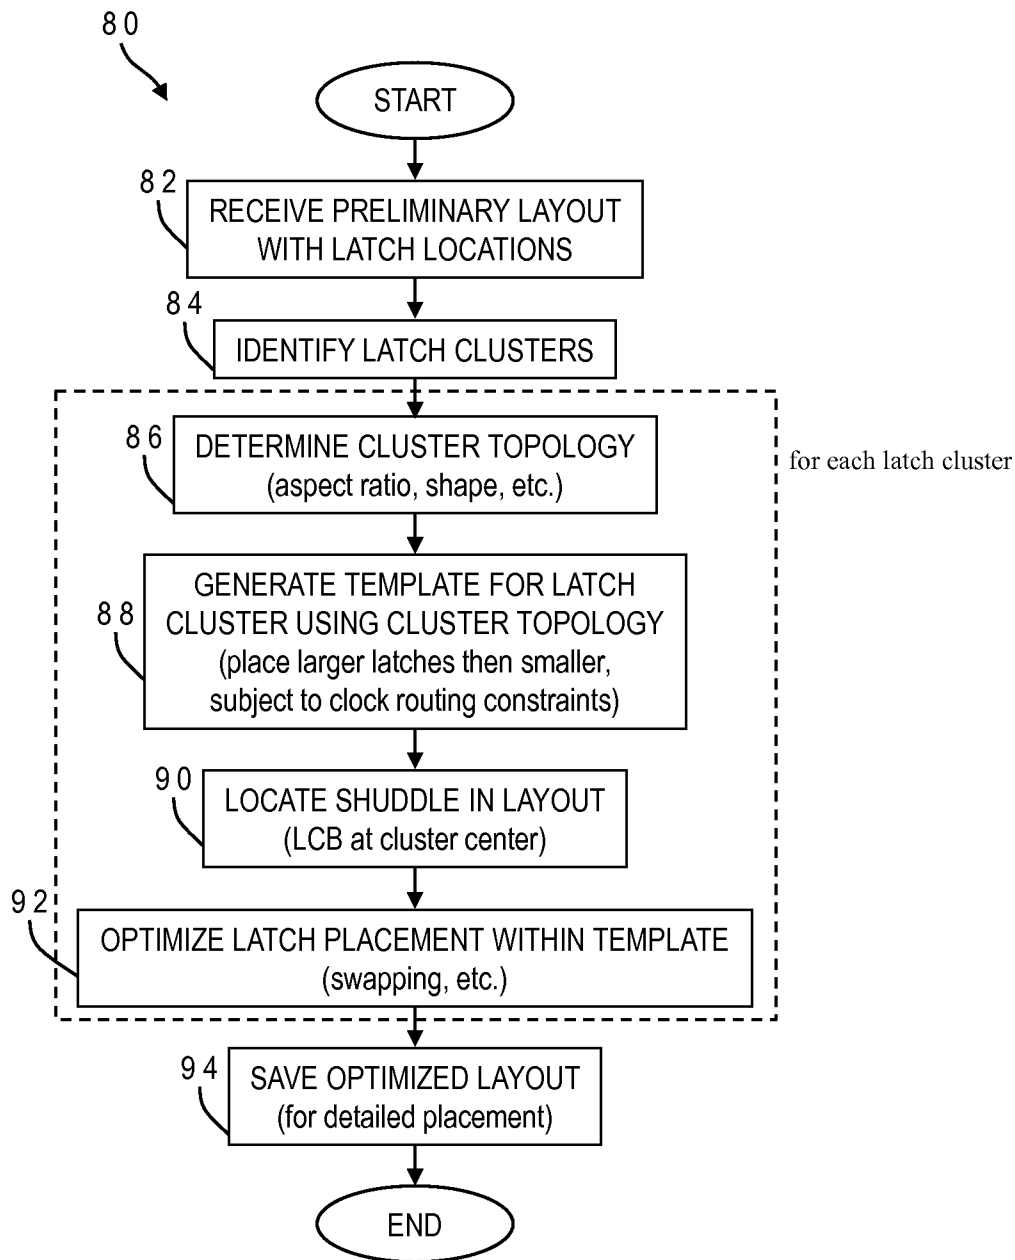 80
START
82
RECEIVE PRELIMINARY LAYOUT
WITH LATCH LOCATIONS
84
IDENTIFY LATCH CLUSTERS
86
DETERMINE CLUSTER TOPOLOGY
(aspect ratio, shape, etc.)
for each latch cluster
88
GENERATE TEMPLATE FOR LATCH
CLUSTER USING CLUSTER TOPOLOGY
(place larger latches then smaller,
subject to clock routing constraints)
90
LOCATE SHUDDLE IN LAYOUT
(LCB at cluster center)
92
OPTIMIZE LATCH PLACEMENT WITHIN TEMPLATE
(swapping, etc.)
94
SAVE OPTIMIZED LAYOUT
(for detailed placement)
END